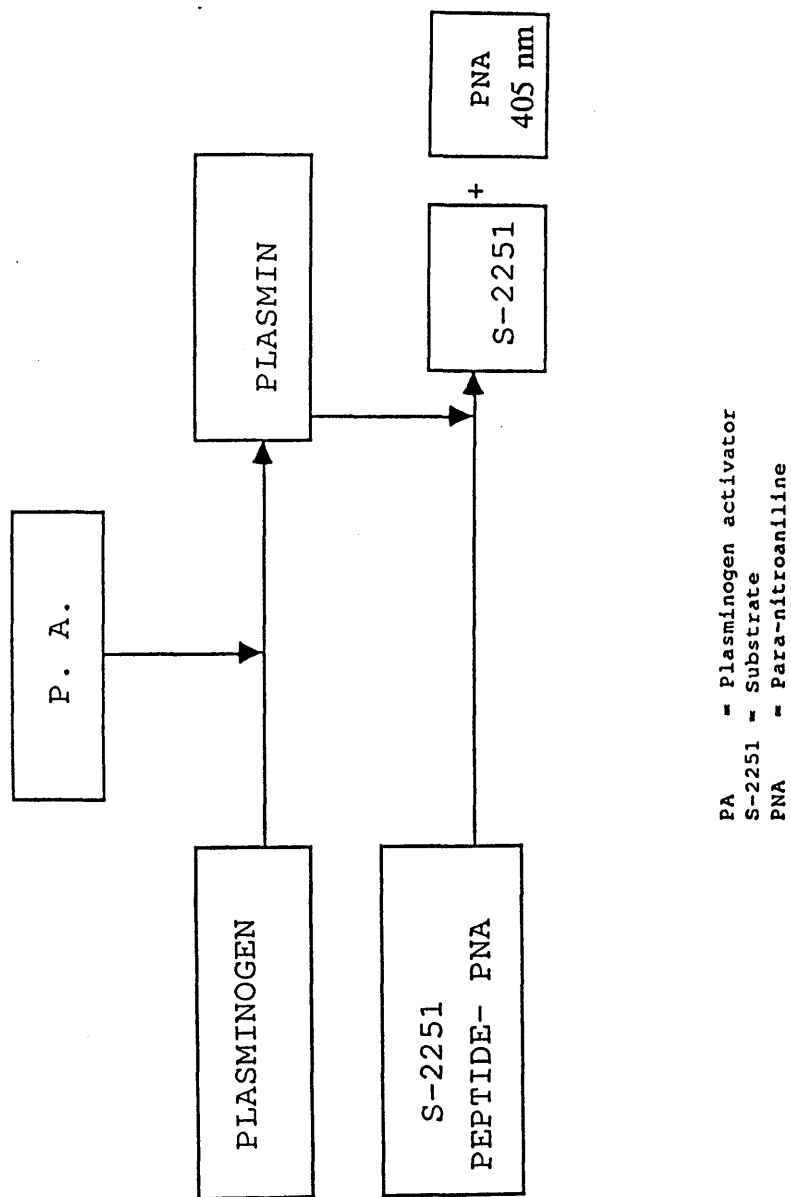 P. A.
PLASMINOGEN
PLASMIN
S-2251
PEPTIDE- PNA
S-2251
+
PNA
405 nm
PA = Plasminogen activator
S-2251 = Substrate
PNA = Para-nitroaniline